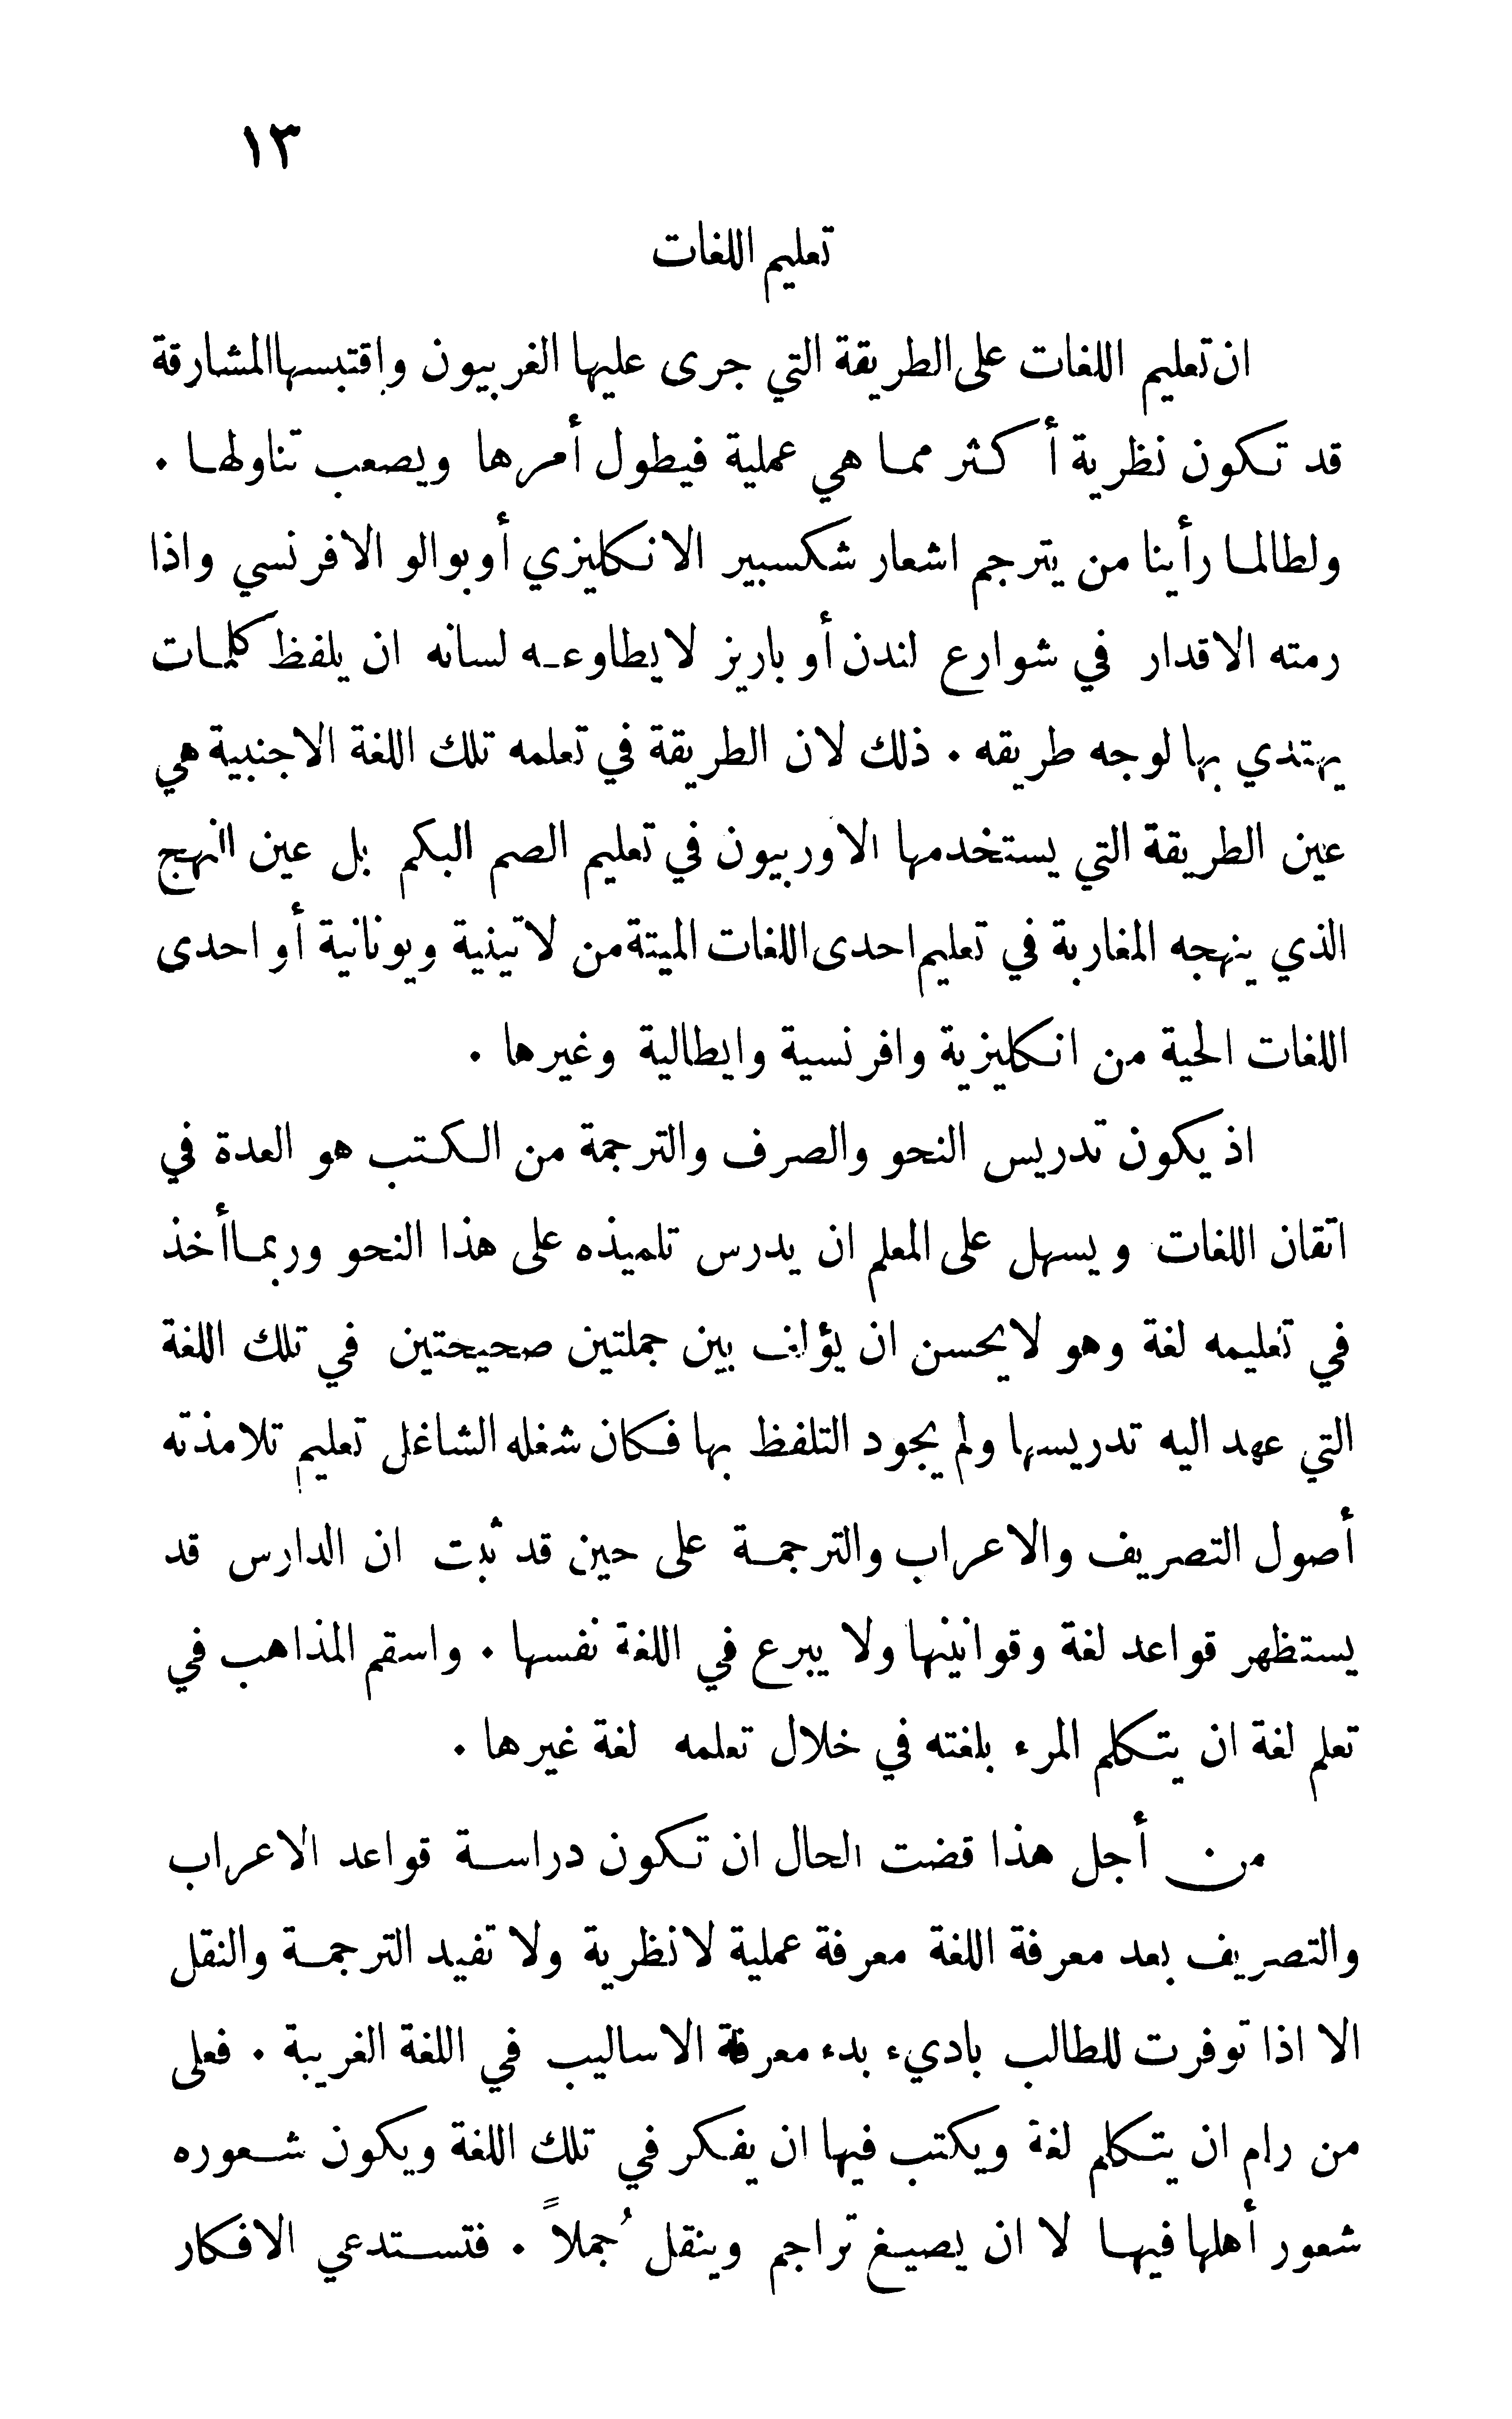 ١٣
تعليم اللغات
ان تعليم اللغات على الطريقة التي جرى عليها الغربيون واقتبسها المشارقة
قد تكون نظرية أكثر مما هي عملية فيطول أمرها ويصعب تناولها .
ولطالما رأينا من يترجم اشعار شكسبير الانكليزي أوبوالو الافرنسي واذا
رمته الاقدار في شوارع لندن أو باريز لا يطاوعه لسانه ان يلفظ كلمات
يهتدي بها لوجه طريقه . ذلك لان الطريقة في تعلمه تلك اللغة الاجنبية هي
عين الطريقة التي يستخدمها الاوربيون في تعليم الصم البكم بل عين النهج
الذي ينهجه المغاربة في تعليم احدى اللغات الميتة من لاتينية ويونانية أو احدى
اللغات الحية من انكليزية وافرنسية وايطالية وغيرها .
اذ يكون تدريس النحو والصرف والترجمة من الكتب هو العدة في
اتقان اللغات ويسهل على المعلم ان يدرس تلميذه على هذا النحو وربما أخذ
في تعليمه لغة وهو لا يحسن ان يؤلف بين جملتين صحيحتين في تلك اللغة
التي عهد اليه تدريسها ولم يجود التلفظ بها فكان شغله الشاغل تعليم تلامذته
أصول التصريف والاعراب والترجمة على حين قد ثبت ان الدارس قد
يستظهر قواعد لغة وقوانينها ولا يبرع في اللغة نفسها . واسقم المذاهب في
تعلم لغة ان يتكلم المرء بلغته في خلال تعلمه لغة غيرها .
من أجل هذا قضت الحال ان تكون دراسة قواعد الاعراب
والتصريف بعد معرفة اللغة معرفة عملية لا نظرية ولا تفيد الترجمة والنقل
الا اذا توفرت للطالب باديء بدء معرفة الاساليب في اللغة الغريبة . فعلى
من رام ان يتكلم لغة ويكتب فيها ان يفكر في تلك اللغة ويكون شعوره
شعور أهلها فيها لا ان يصيغ تراجم وينقل جُملاً . فتستدعي الافكار